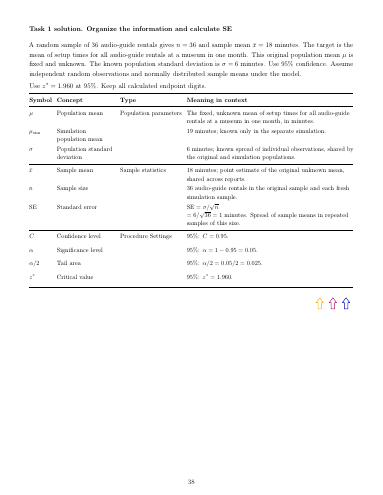 Task 1 solution. Organize the information and calculate SE
A random sample of 36 audio-guide rentals gives n = 36 and sample mean x̄ = 18 minutes. The target is the
mean of setup times for all audio-guide rentals at a museum in one month. This original population mean μ is
fixed and unknown. The known population standard deviation is σ = 6 minutes. Use 95% confidence. Assume
independent random observations and normally distributed sample means under the model.
Use z* = 1.960 at 95%. Keep all calculated endpoint digits.
Symbol Concept Type Meaning in context
μ Population mean Population parameters The fixed, unknown mean of setup times for all audio-guide
rentals at a museum in one month, in minutes.
μsim Simulation 19 minutes; known only in the separate simulation.
population mean
σ Population standard 6 minutes; known spread of individual observations, shared by
deviation the original and simulation populations.
x̄ Sample mean Sample statistics 18 minutes; point estimate of the original unknown mean,
shared across reports.
n Sample size 36 audio-guide rentals in the original sample and each fresh
simulation sample.
SE Standard error SE = σ/√n
= 6/√36 = 1 minutes. Spread of sample means in repeated
samples of this size.
C Confidence level Procedure Settings 95%: C = 0.95.
α Significance level 95%: α = 1 − 0.95 = 0.05.
α/2 Tail area 95%: α/2 = 0.05/2 = 0.025.
z* Critical value 95%: z* = 1.960.
38